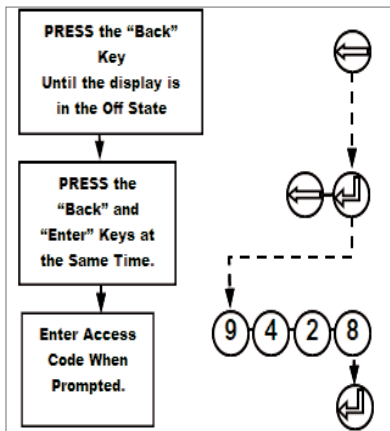 PRESS the “Back”
Key
Until the display is
in the Off State
PRESS the
“Back” and
“Enter” Keys at
the Same Time.
Enter Access
Code When
Prompted.
9 4 2 8